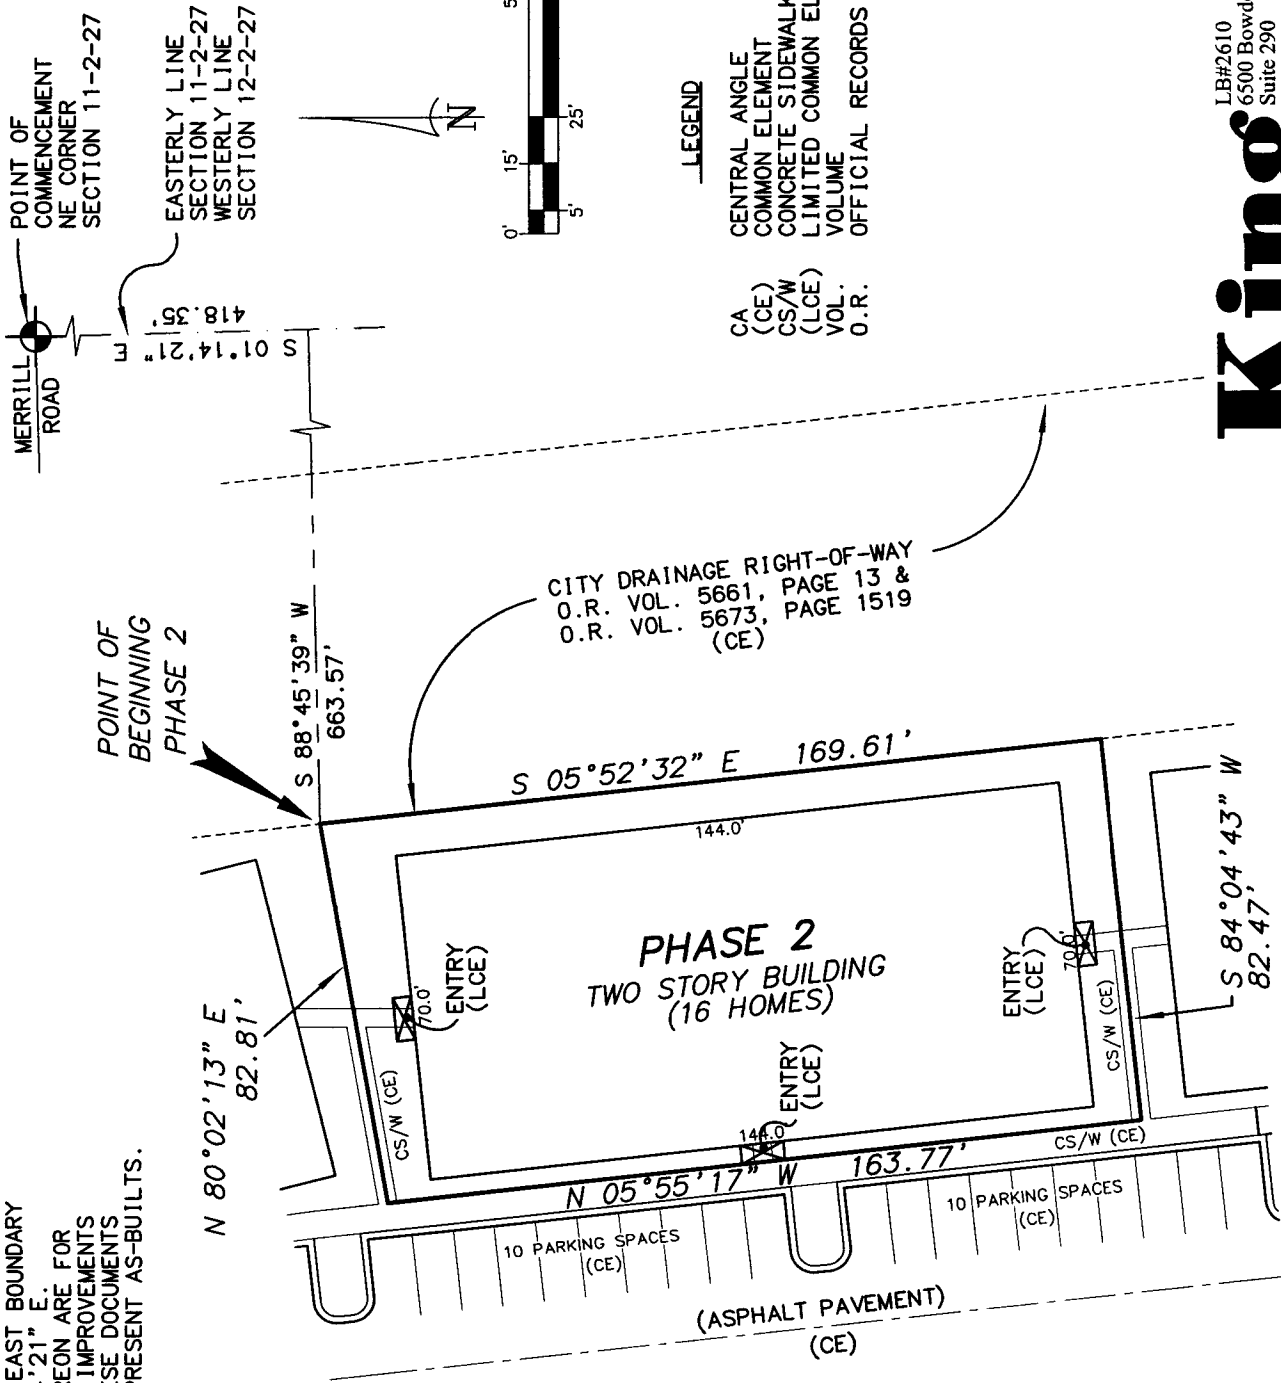 POINT OF
COMMENCEMENT
NE CORNER
SECTION 11-2-27
EASTERLY LINE
SECTION 11-2-27
WESTERLY LINE
SECTION 12-2-27
MERRILL
ROAD
S 01°14'21" E
418.35'
N
0'
5'
15'
25'
LEGEND
CA CENTRAL ANGLE
(CE) COMMON ELEMENT
CS/W CONCRETE SIDEWALK
(LCE) LIMITED COMMON
VOL. VOLUME
O.R. OFFICIAL RECORDS
LB#2610
6500
Suite 290
King
POINT OF
BEGINNING
PHASE 2
S 88°45'39" W
663.57'
CITY DRAINAGE RIGHT-OF-WAY
O.R. VOL. 5661, PAGE 13 &
O.R. VOL. 5673, PAGE 1519
(CE)
S 05°52'32" E 169.61'
144.0'
PHASE 2
TWO STORY BUILDING
(16 HOMES)
ENTRY
(LCE)
70.0'
ENTRY
(LCE)
70.0'
ENTRY
(LCE)
144.0'
CS/W (CE)
CS/W (CE)
CS/W (CE)
N 80°02'13" E
82.81'
S 84°04'43" W
82.47'
N 05°55'17" W 163.77'
10 PARKING SPACES
(CE)
10 PARKING SPACES
(CE)
(ASPHALT PAVEMENT)
(CE)
EAST BOUNDARY
'21" E.
ARE FOR
IMPROVEMENTS
DOCUMENTS
AS-BUILTS.